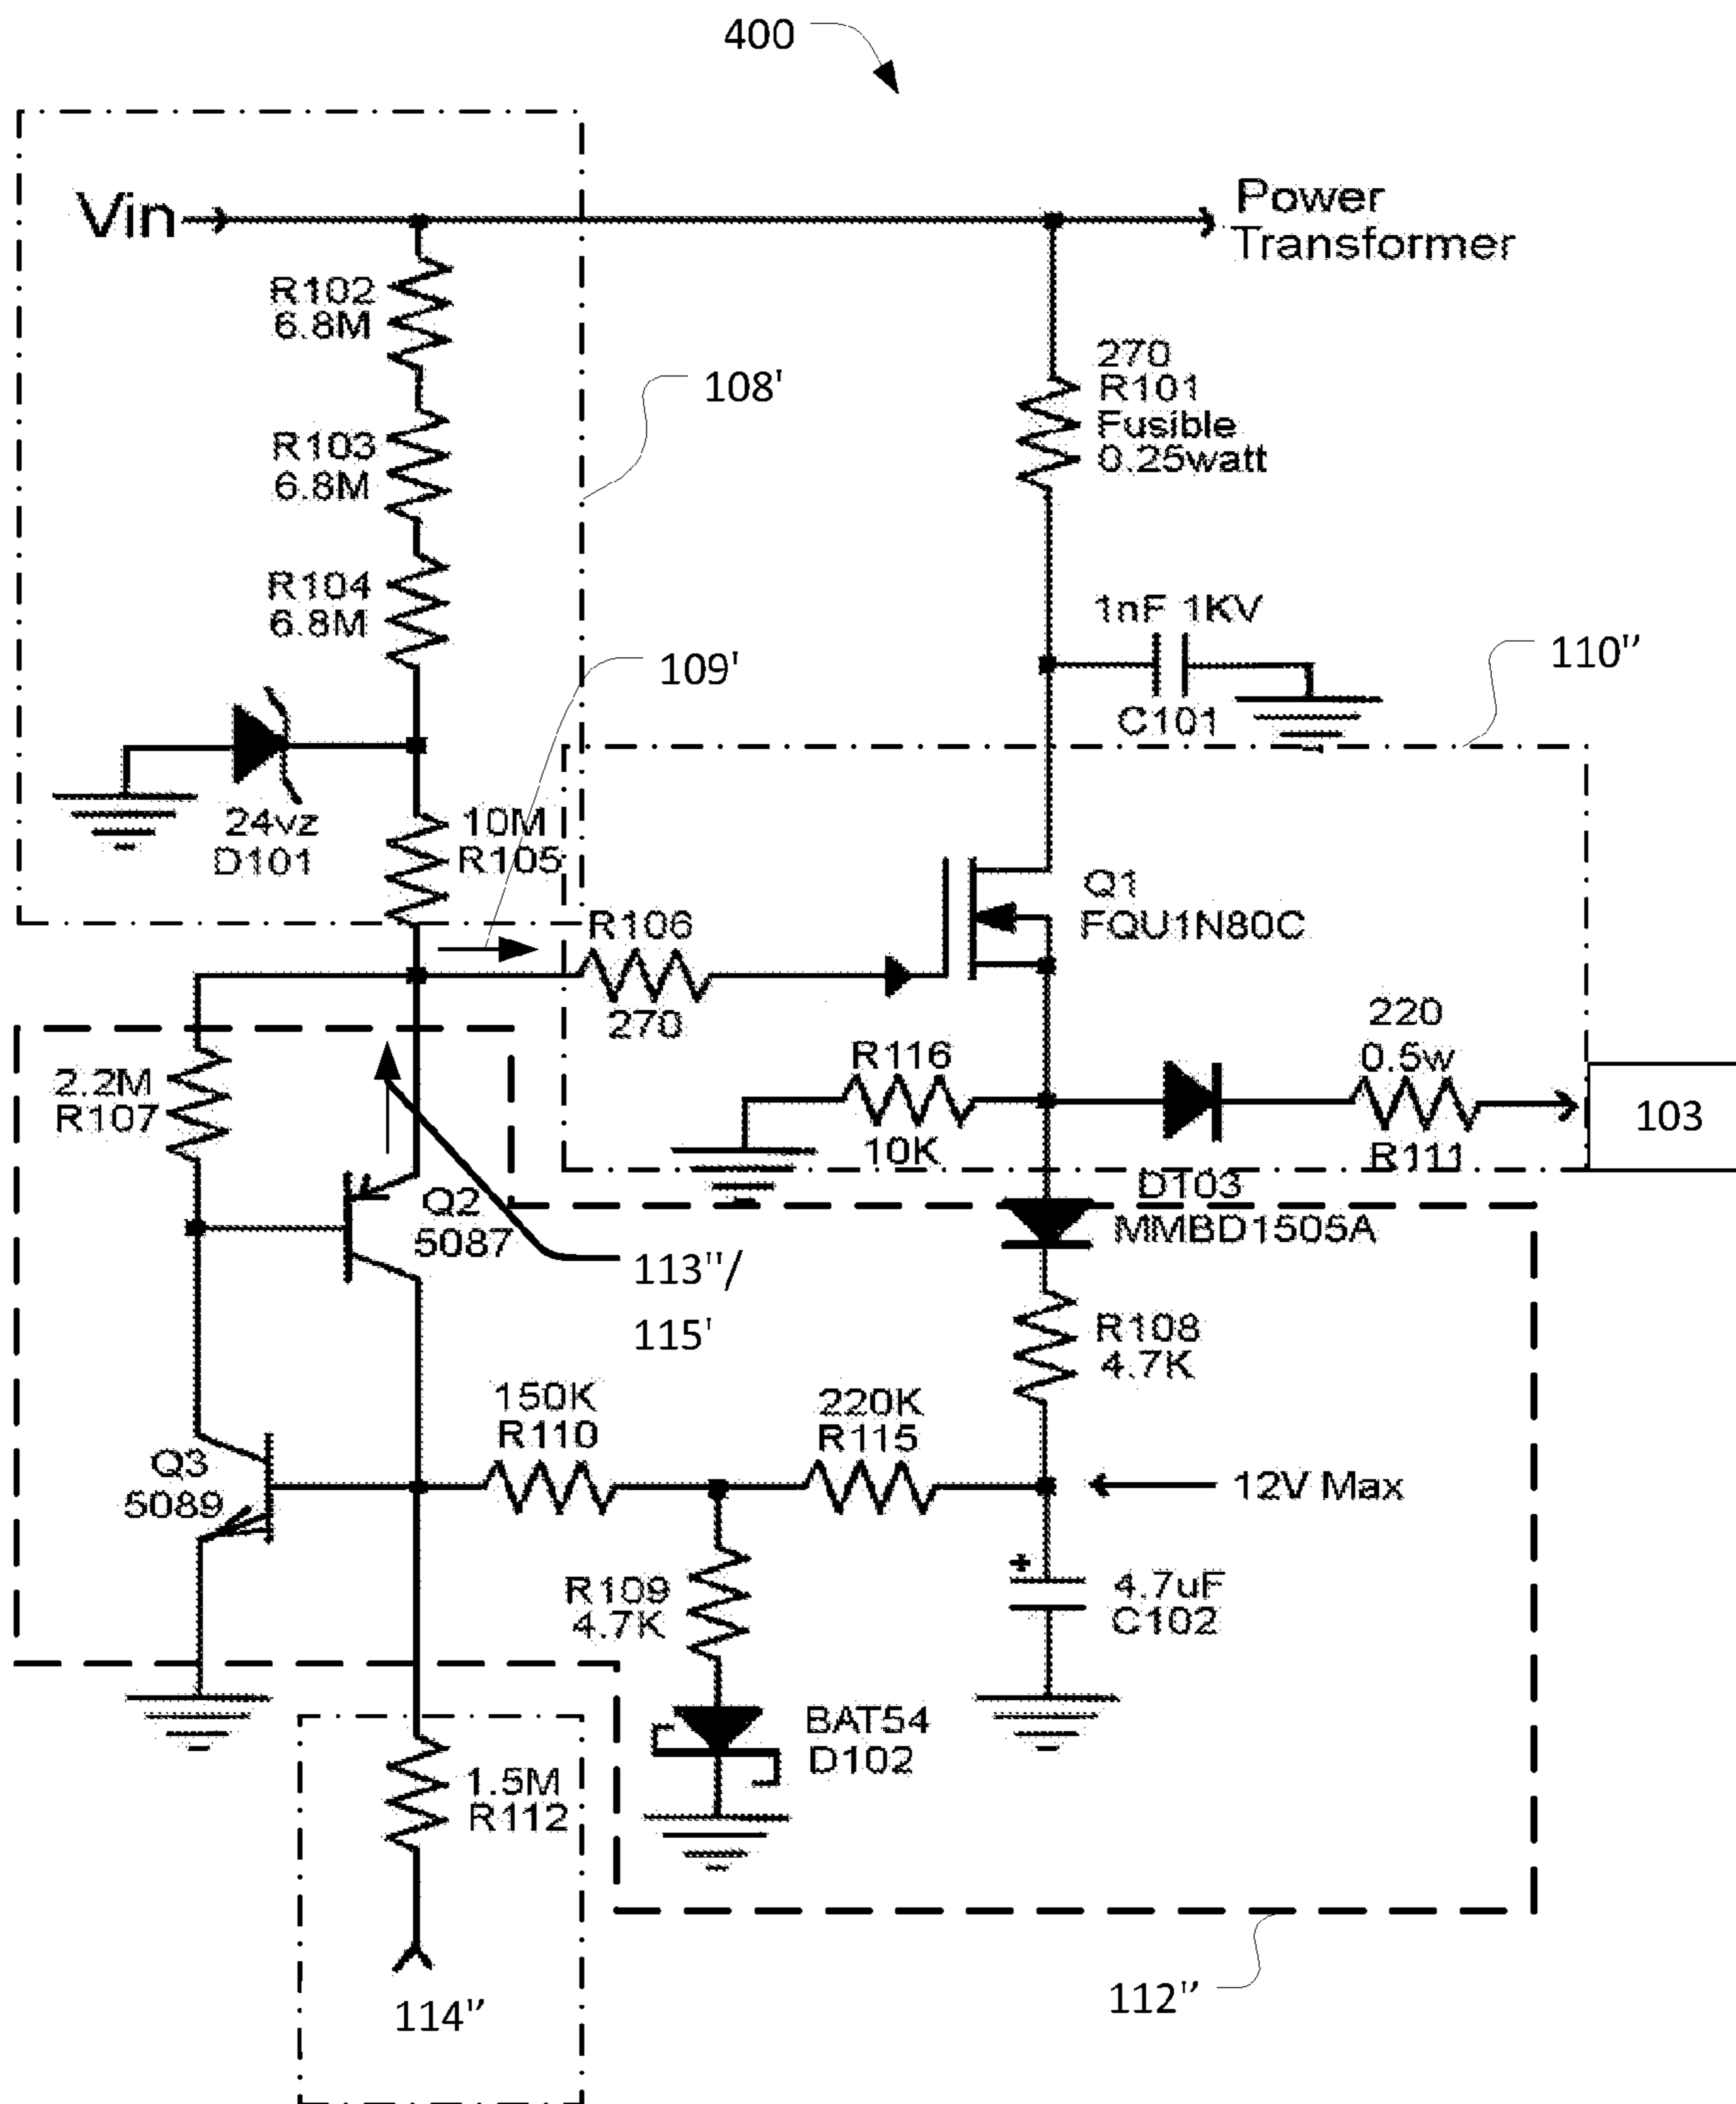 400
Vin
Power
Transformer
R102
6.8M
270
R101
Fusible
0.25watt
108'
R103
6.8M
R104
6.8M
1nF 1KV
C101
110"
109'
24vz
D101
10M
R105
Q1
FQU1N80C
R106
270
R116
10K
220
0.5w
R111
103
2.2M
R107
D103
MMBD1505A
Q2
5087
113"/
115'
R108
4.7K
150K
R110
220K
R115
12V Max
Q3
5089
R109
4.7K
+
4.7uF
C102
BAT54
D102
1.5M
R112
112"
114"